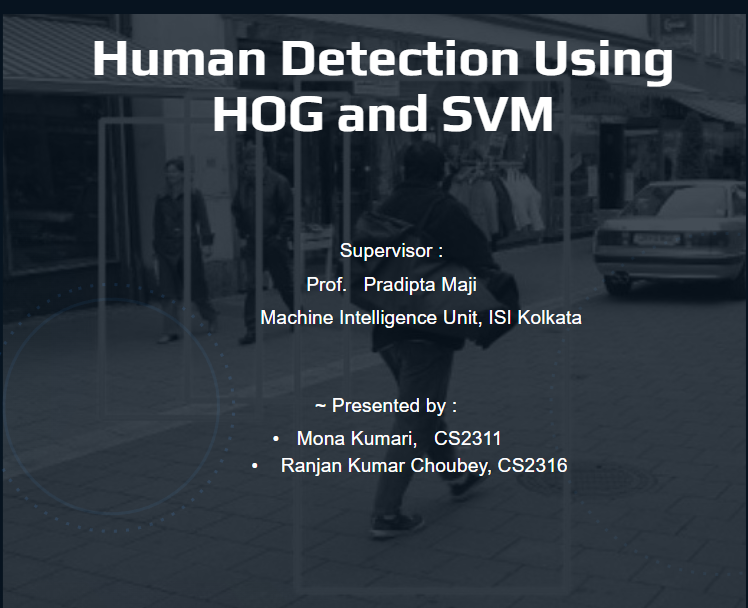 Human Detection Using
HOG and SVM
Supervisor :
Prof. Pradipta Maji
Machine Intelligence Unit, ISI Kolkata
~ Presented by :
• Mona Kumari, CS2311
• Ranjan Kumar Choubey, CS2316